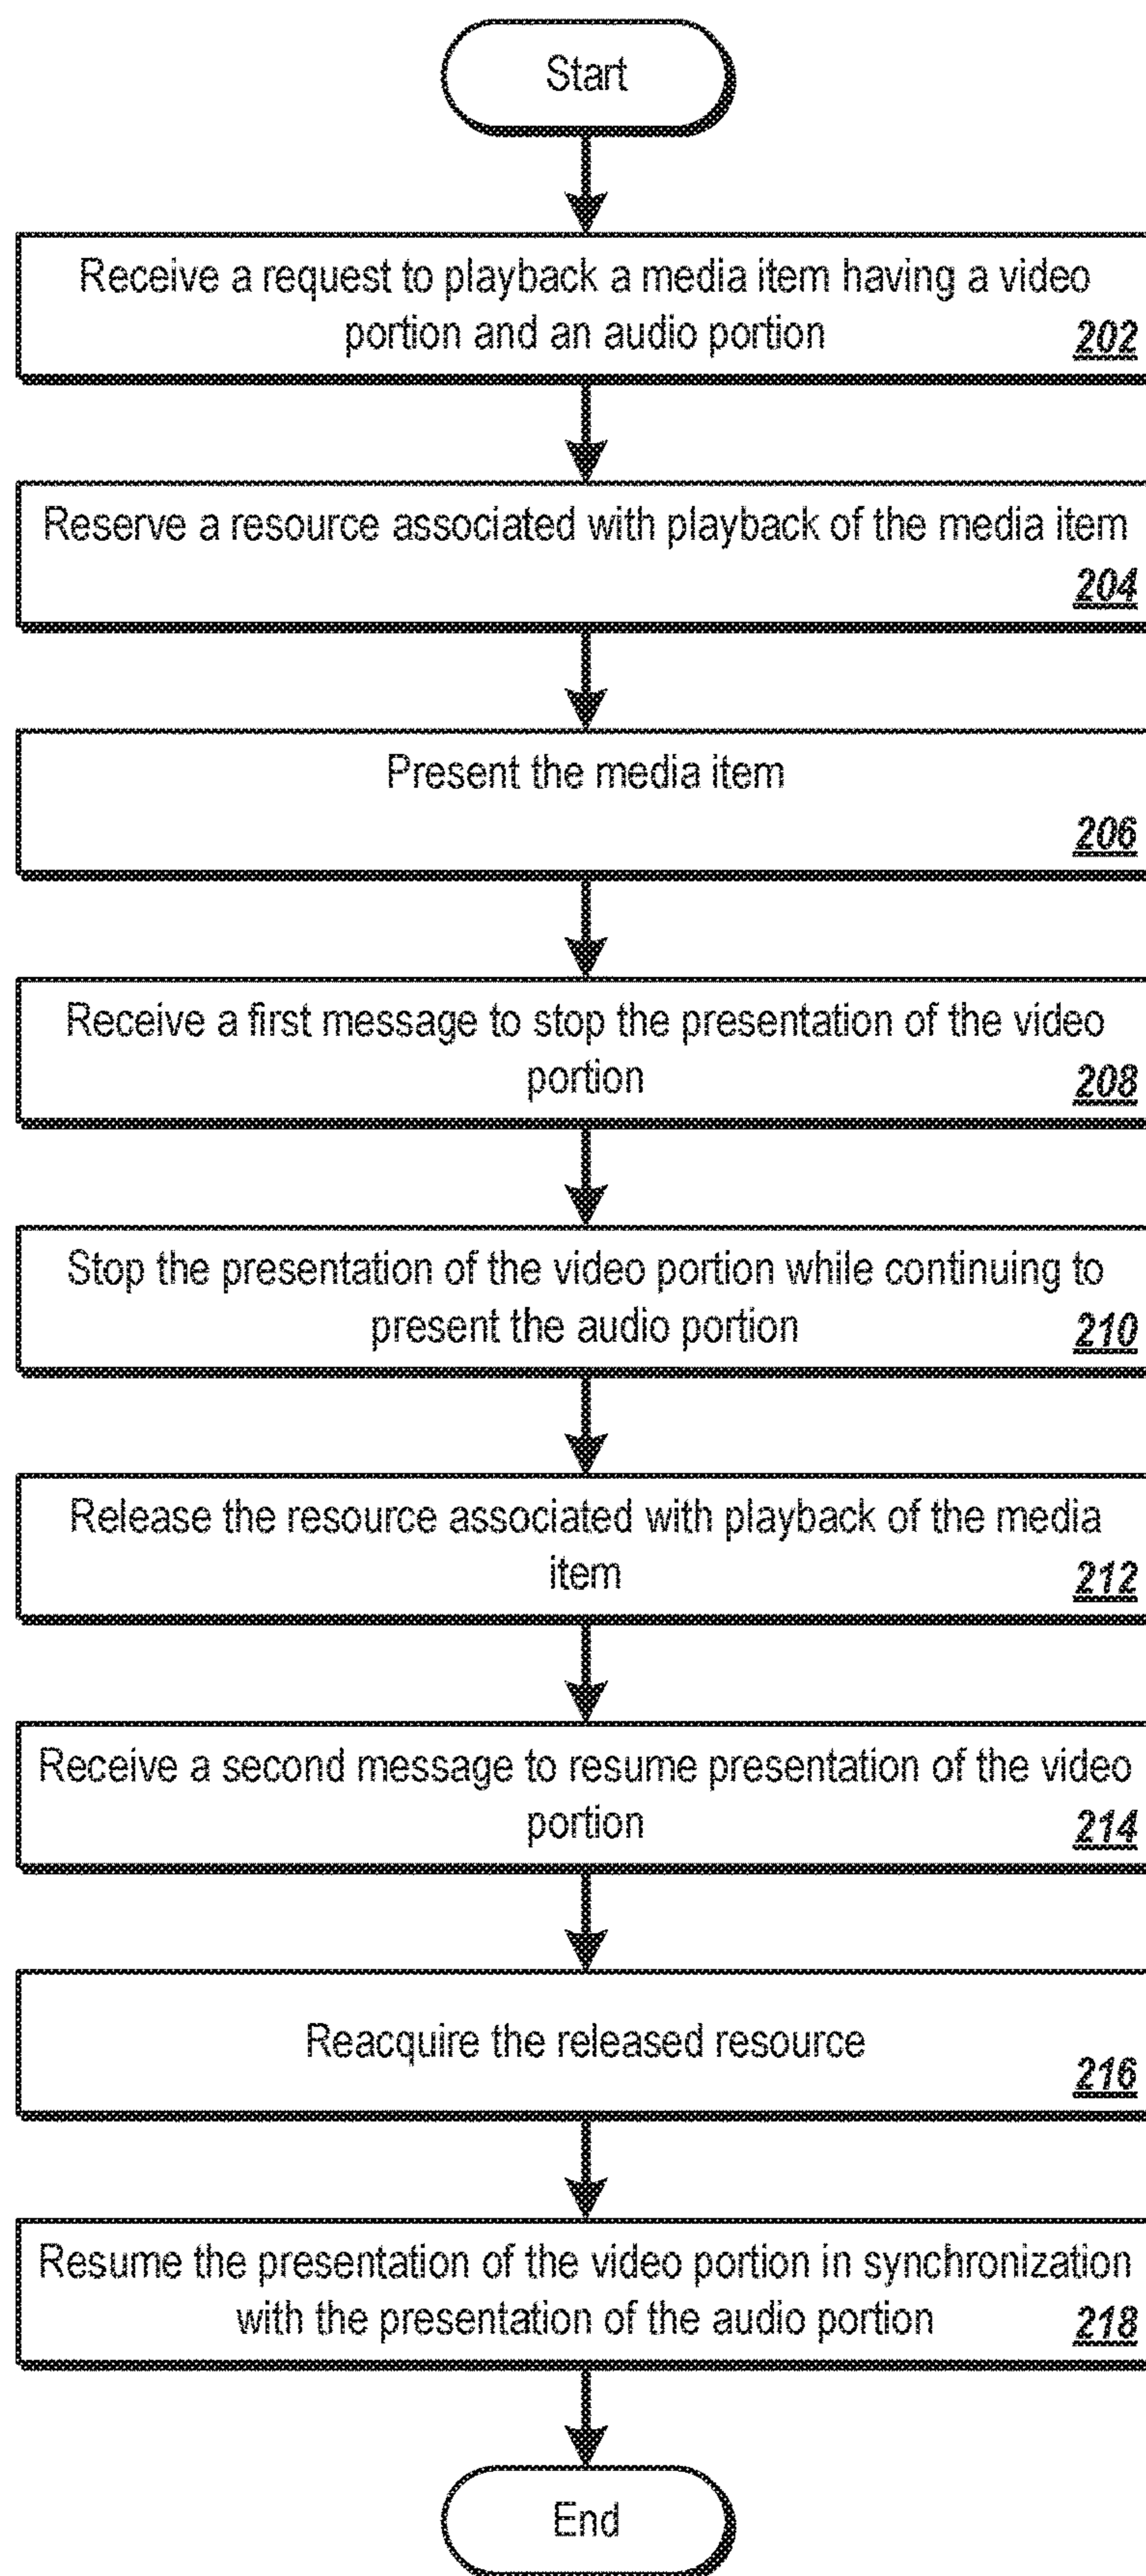 Start
Receive a request to playback a media item having a video
portion and an audio portion
202
Reserve a resource associated with playback of the media item
204
Present the media item
206
Receive a first message to stop the presentation of the video
portion
208
Stop the presentation of the video portion while continuing to
present the audio portion
210
Release the resource associated with playback of the media
item
212
Receive a second message to resume presentation of the video
portion
214
Reacquire the released resource
216
Resume the presentation of the video portion in synchronization
with the presentation of the audio portion
218
End